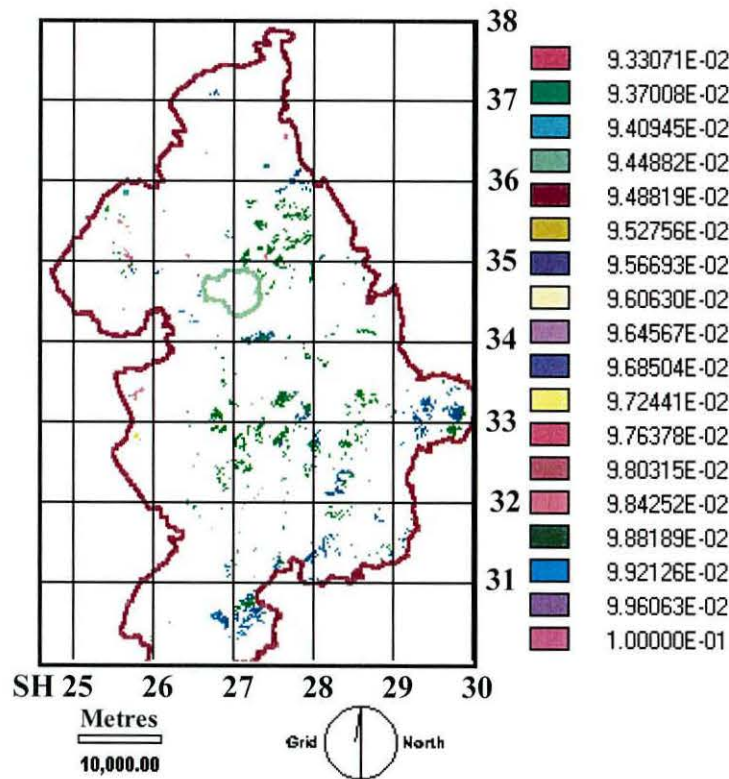 38
37
36
35
34
33
32
31
SH 25 26 27 28 29 30
9.33071E-02
9.37008E-02
9.40945E-02
9.44882E-02
9.48819E-02
9.52756E-02
9.56693E-02
9.60630E-02
9.64567E-02
9.68504E-02
9.72441E-02
9.76378E-02
9.80315E-02
9.84252E-02
9.88189E-02
9.92126E-02
9.96063E-02
1.00000E-01
Metres
10,000.00
Grid North